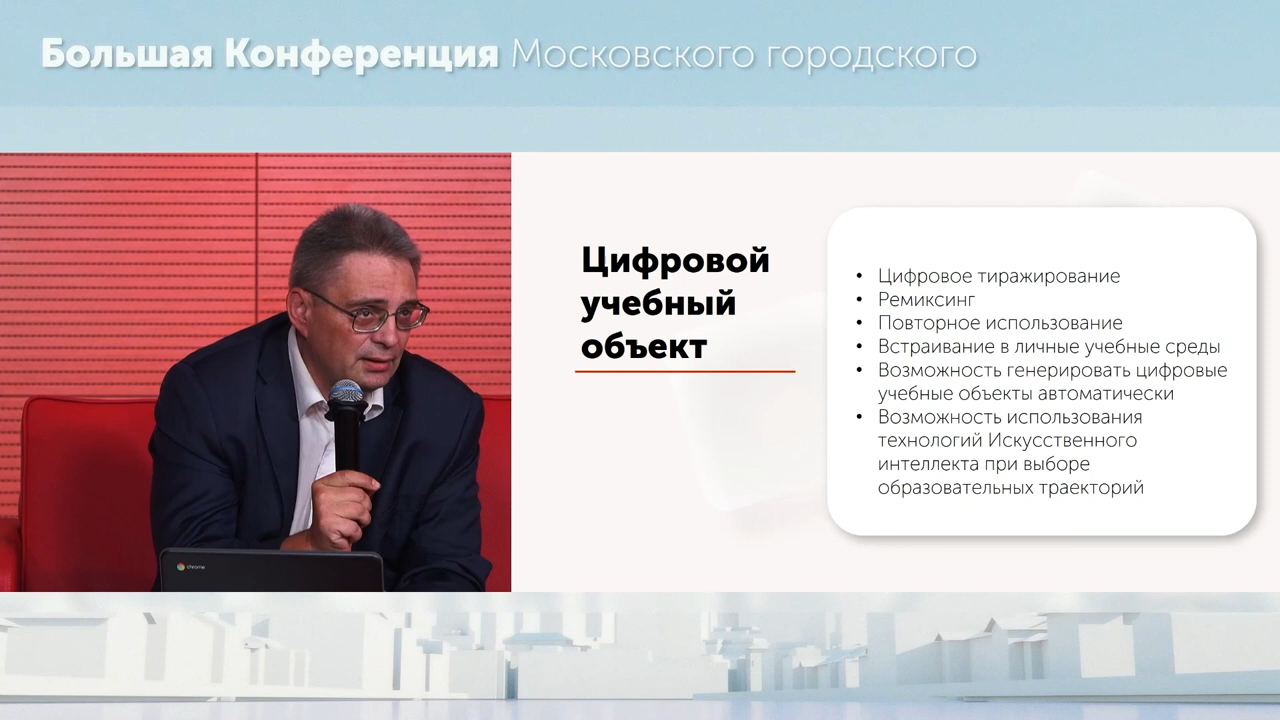 Большая Конференция Московского городского
Цифровой
учебный
объект
• Цифровое тиражирование
• Ремиксинг
• Повторное использование
• Встраивание в личные учебные среды
• Возможность генерировать цифровые
учебные объекты автоматически
• Возможность использования
технологий Искусственного
интеллекта при выборе
образовательных траекторий
chrome